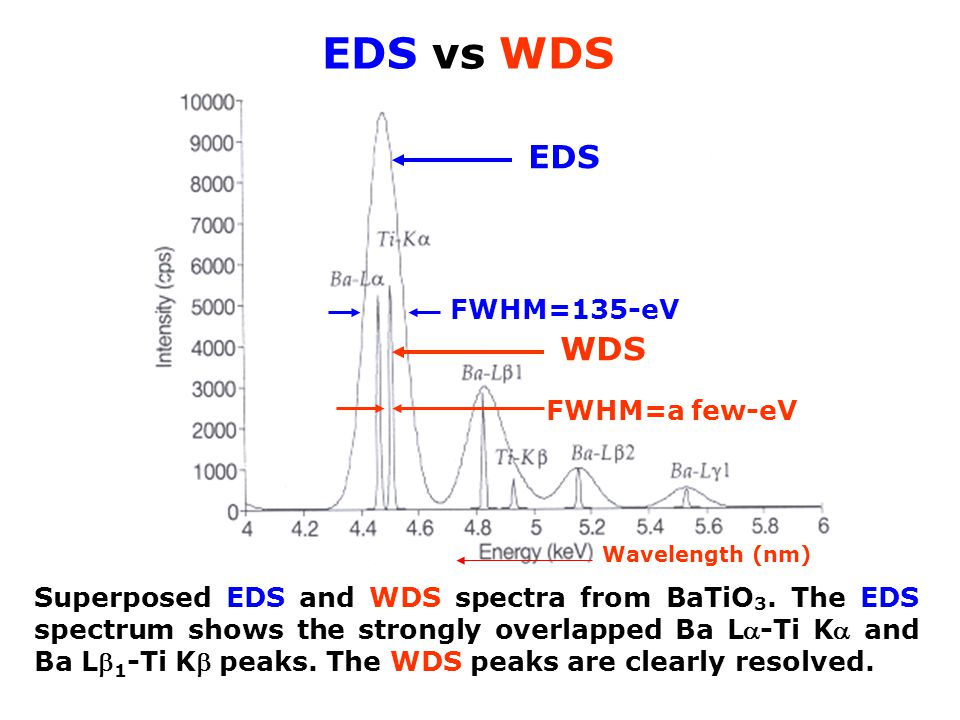 EDS vs WDS
10000
9000
8000
7000
6000
5000
4000
3000
2000
1000
0
Intensity (cps)
EDS
Ti-Kα
Ba-Lα
FWHM=135-eV
WDS
Ba-Lβ1
FWHM=a few-eV
Ti-Kβ
Ba-Lβ2
Ba-Lγ1
4 4.2 4.4 4.6 4.8 5 5.2 5.4 5.6 5.8 6
Energy (keV) Wavelength (nm)
Superposed EDS and WDS spectra from BaTiO₃. The EDS
spectrum shows the strongly overlapped Ba Lα-Ti Kα and
Ba Lβ₁-Ti Kβ peaks. The WDS peaks are clearly resolved.